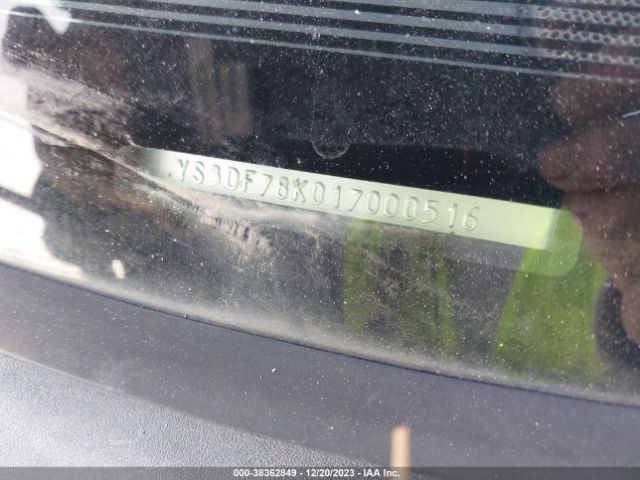 YS3DF78K017000516
000-38362849 | 12/20/2023 | IAA Inc.